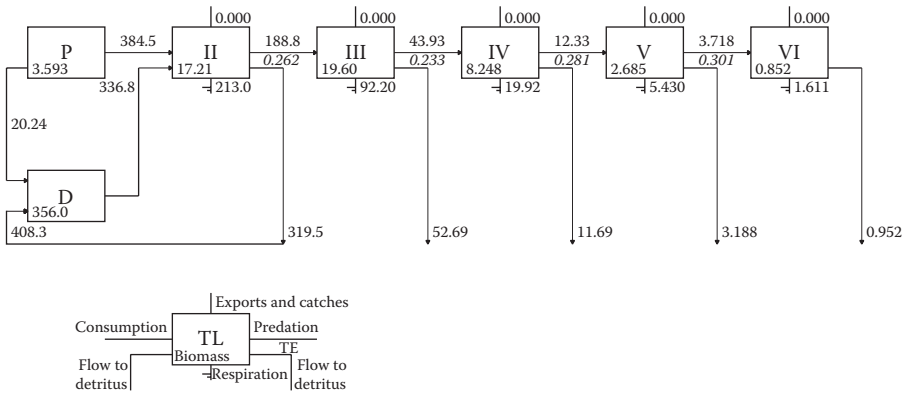 0.000 0.000 0.000 0.000 0.000
P 384.5 II 188.8 III 43.93 IV 12.33 V 3.718 VI
0.262 0.233 0.281 0.301
3.593 17.21 19.60 8.248 2.685 0.852
336.8 213.0 92.20 19.92 5.430 1.611
20.24
D
356.0
408.3 319.5 52.69 11.69 3.188 0.952
Exports and catches
Consumption TL Predation
TE
Biomass
Flow to detritus
Respiration
Flow to detritus